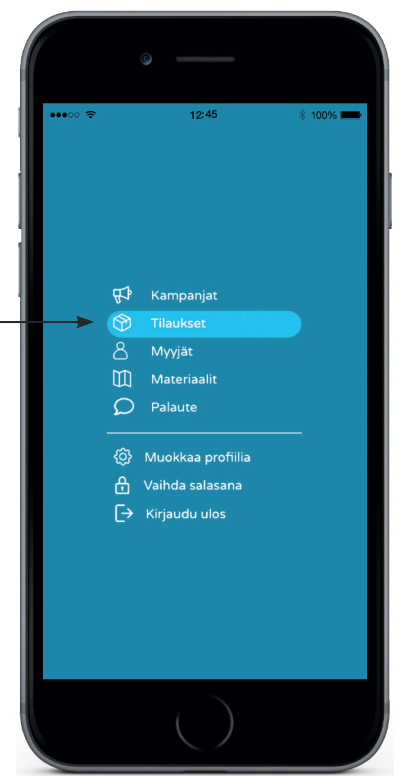 12:45 100%
Kampanjat
Tilaukset
Myyjät
Materiaalit
Palaute
Muokkaa profiilia
Vaihda salasana
Kirjaudu ulos